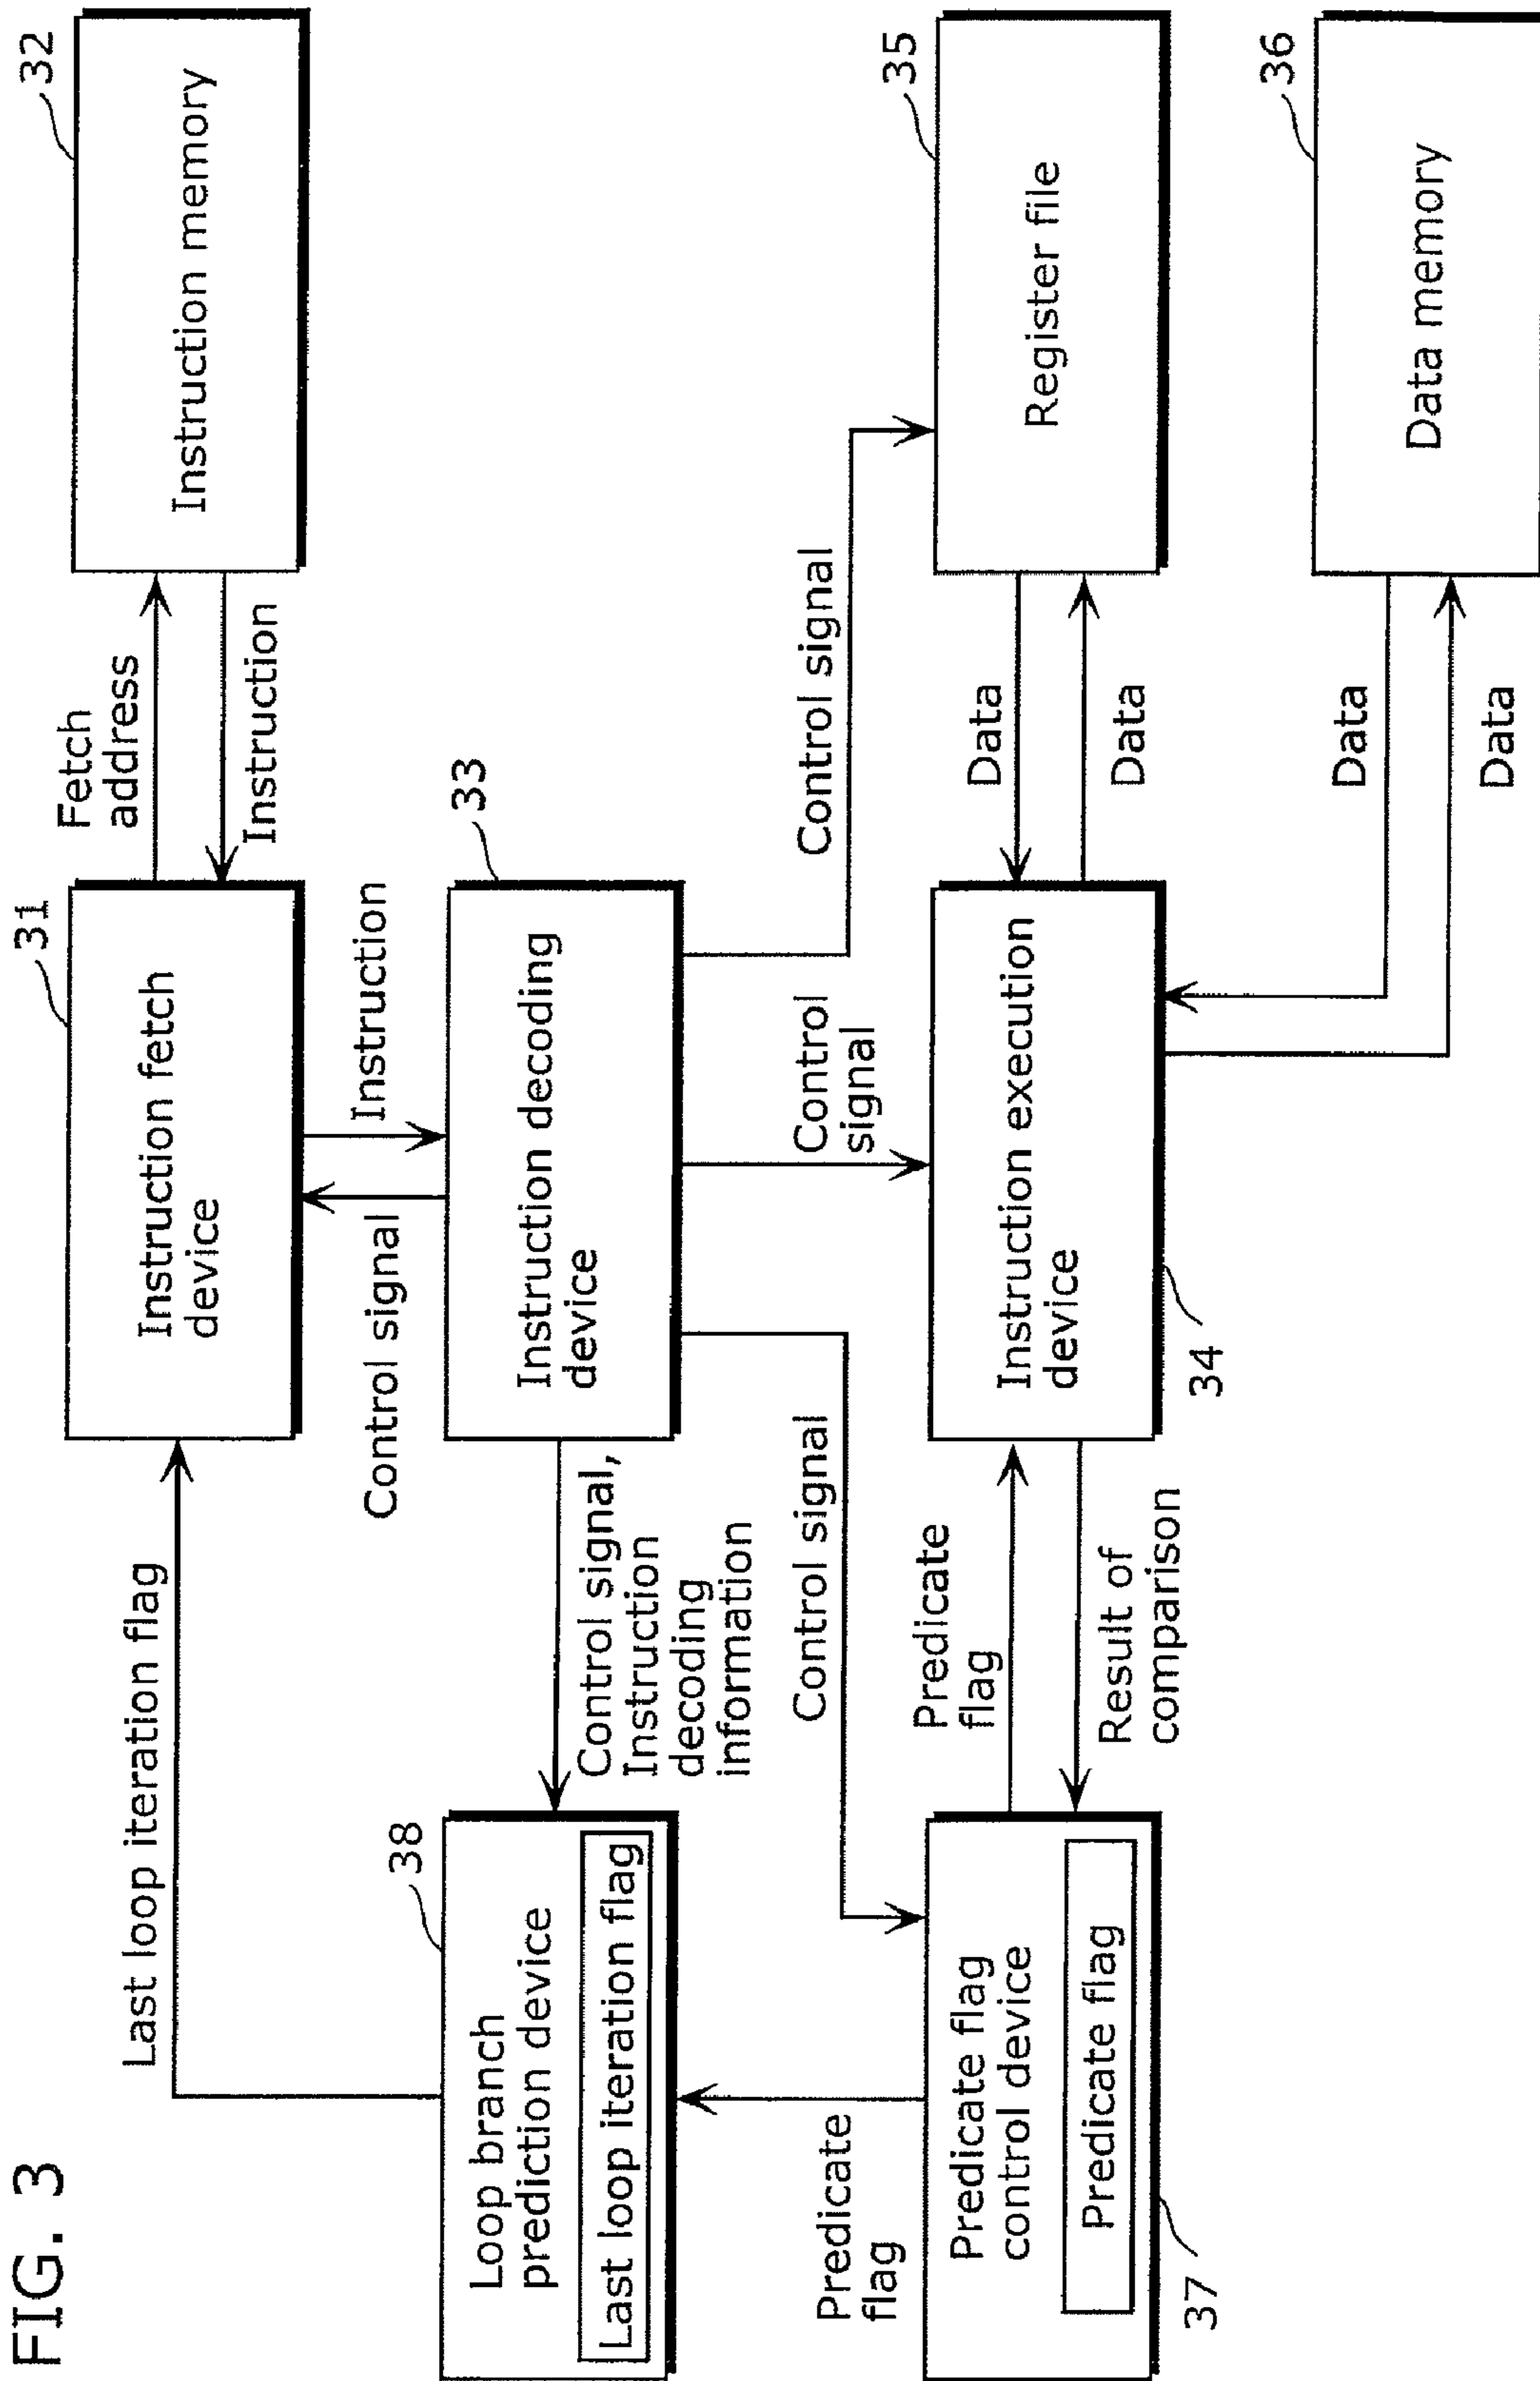 FIG. 3
31
32
Last loop iteration flag
Instruction fetch
device
Fetch
address
Instruction
Instruction memory
Control signal
Instruction
38
33
Loop branch
prediction device
Last loop iteration flag
Control signal,
Instruction
decoding
information
Instruction decoding
device
Predicate
flag
Control signal
Control
signal
Control signal
35
Predicate flag
control device
Predicate flag
37
Predicate
flag
Result of
comparison
Instruction execution
device
34
Data
Data
Register file
36
Data
Data
Data memory